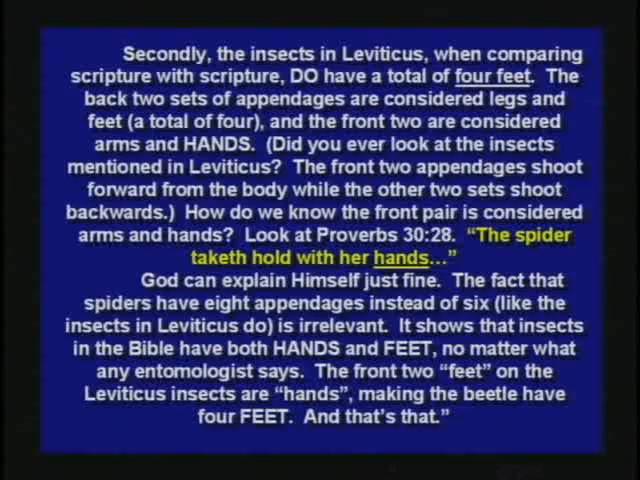 Secondly, the insects in Leviticus, when comparing
scripture with scripture, DO have a total of four feet. The
back two sets of appendages are considered legs and
feet (a total of four), and the front two are considered
arms and HANDS. (Did you ever look at the insects
mentioned in Leviticus? The front two appendages shoot
forward from the body while the other two sets shoot
backwards.) How do we know the front pair is considered
arms and hands? Look at Proverbs 30:28. “The spider
taketh hold with her hands…”
God can explain Himself just fine. The fact that
spiders have eight appendages instead of six (like the
insects in Leviticus do) is irrelevant. It shows that insects
in the Bible have both HANDS and FEET, no matter what
any entomologist says. The front two “feet” on the
Leviticus insects are “hands”, making the beetle have
four FEET. And that’s that.”